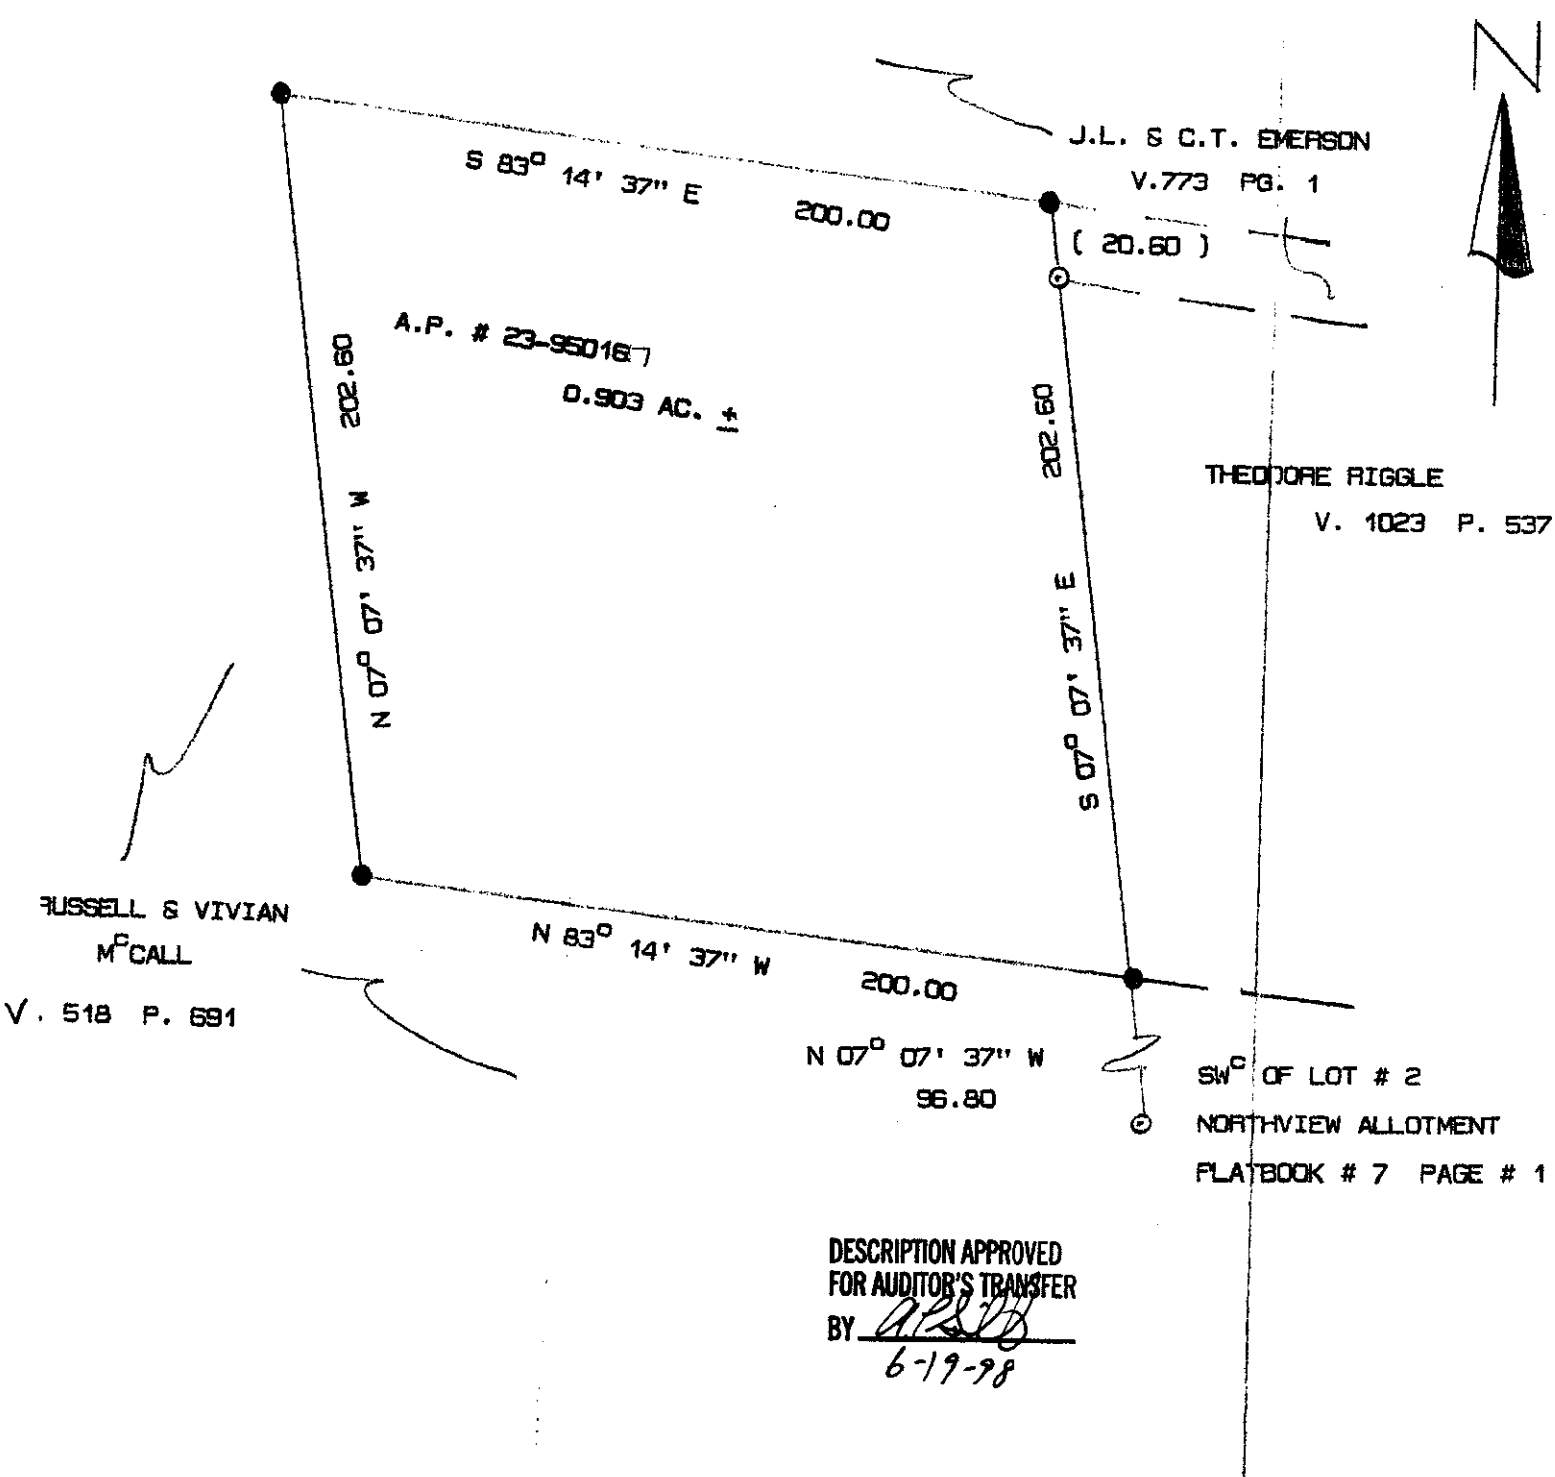 N
J.L. & C.T. EMERSON
V.773 PG. 1
S 83° 14' 37" E 200.00
( 20.60 )
A.P. # 23-950167
0.903 AC. ±
N 07° 07' 37" W 202.60
S 07° 07' 37" E 202.60
THEODORE RIGGLE
V. 1023 P. 537
RUSSELL & VIVIAN
MᶜCALL
V. 518 P. 691
N 83° 14' 37" W 200.00
N 07° 07' 37" W
96.80
SWᶜ OF LOT # 2
NORTHVIEW ALLOTMENT
PLATBOOK # 7 PAGE # 1
DESCRIPTION APPROVED
FOR AUDITOR'S TRANSFER
BY
6-19-98